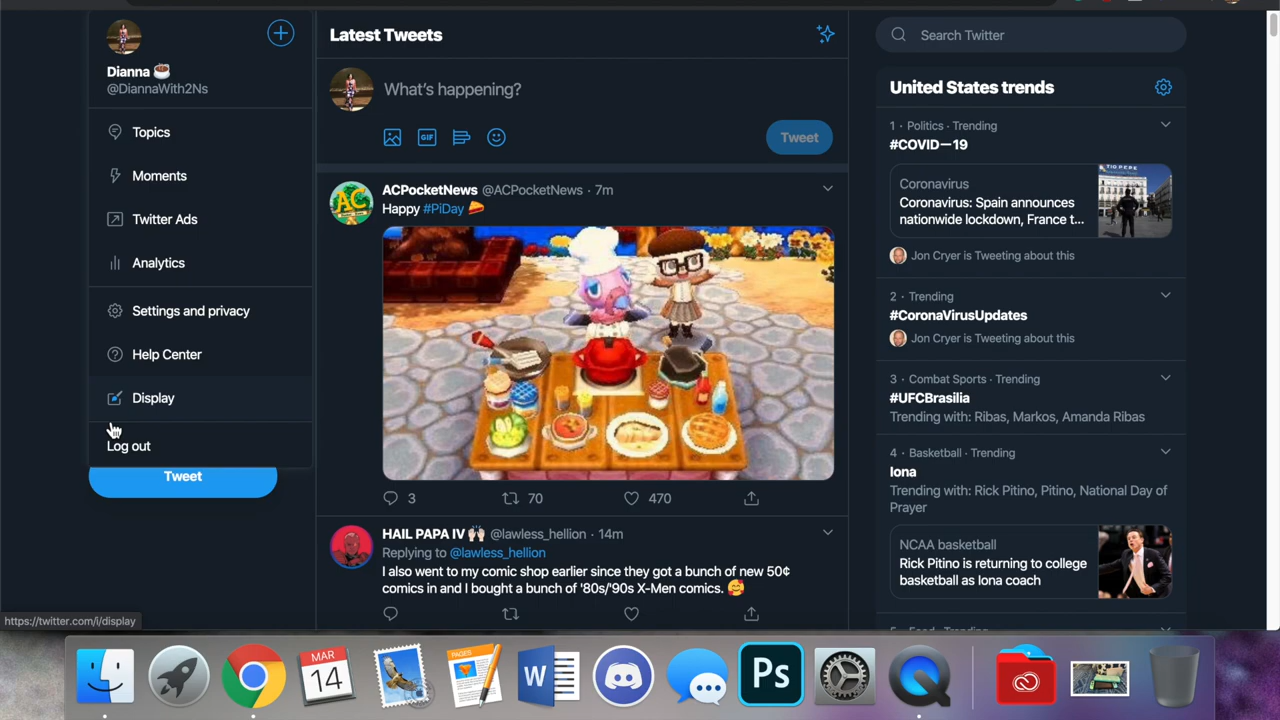 Dianna ☕
@DiannaWith2Ns
Topics
Moments
Twitter Ads
Analytics
Settings and privacy
Help Center
Display
Log out
Tweet
https://twitter.com/i/display
Latest Tweets
What's happening?
GIF
Tweet
ACPocketNews @ACPocketNews · 7m
Happy #PiDay 🥧
AC
3 70 470
HAIL PAPA IV 🙌🏻 @lawless_hellion · 14m
Replying to @lawless_hellion
I also went to my comic shop earlier since they got a bunch of new 50¢
comics in and I bought a bunch of '80s/'90s X-Men comics. 🥰
Search Twitter
United States trends
1 · Politics · Trending
#COVID—19
Coronavirus
Coronavirus: Spain announces
nationwide lockdown, France t...
TIO PEPE
Jon Cryer is Tweeting about this
2 · Trending
#CoronaVirusUpdates
Jon Cryer is Tweeting about this
3 · Combat Sports · Trending
#UFCBrasilia
Trending with: Ribas, Markos, Amanda Ribas
4 · Basketball · Trending
Iona
Trending with: Rick Pitino, Pitino, National Day of
Prayer
NCAA basketball
Rick Pitino is returning to college
basketball as Iona coach
MAR
14
PAGES
W
Ps